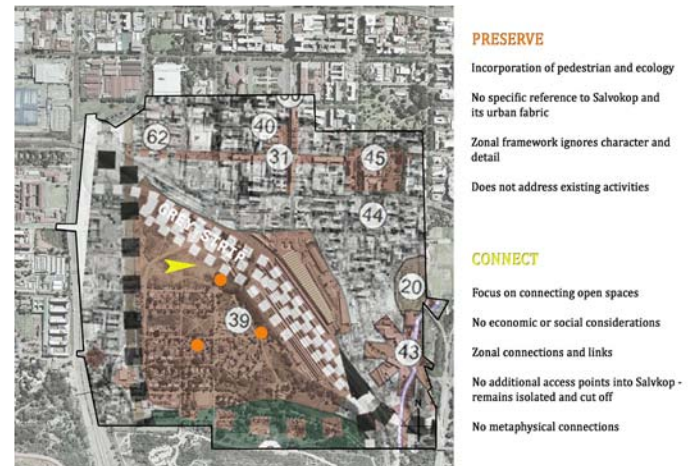 62
40
31
45
44
GREY STRIP
20
39
43
N
PRESERVE
Incorporation of pedestrian and ecology
No specific reference to Salvokop and
its urban fabric
Zonal framework ignores character and
detail
Does not address existing activities
CONNECT
Focus on connecting open spaces
No economic or social considerations
Zonal connections and links
No additional access points into Salvkop -
remains isolated and cut off
No metaphysical connections